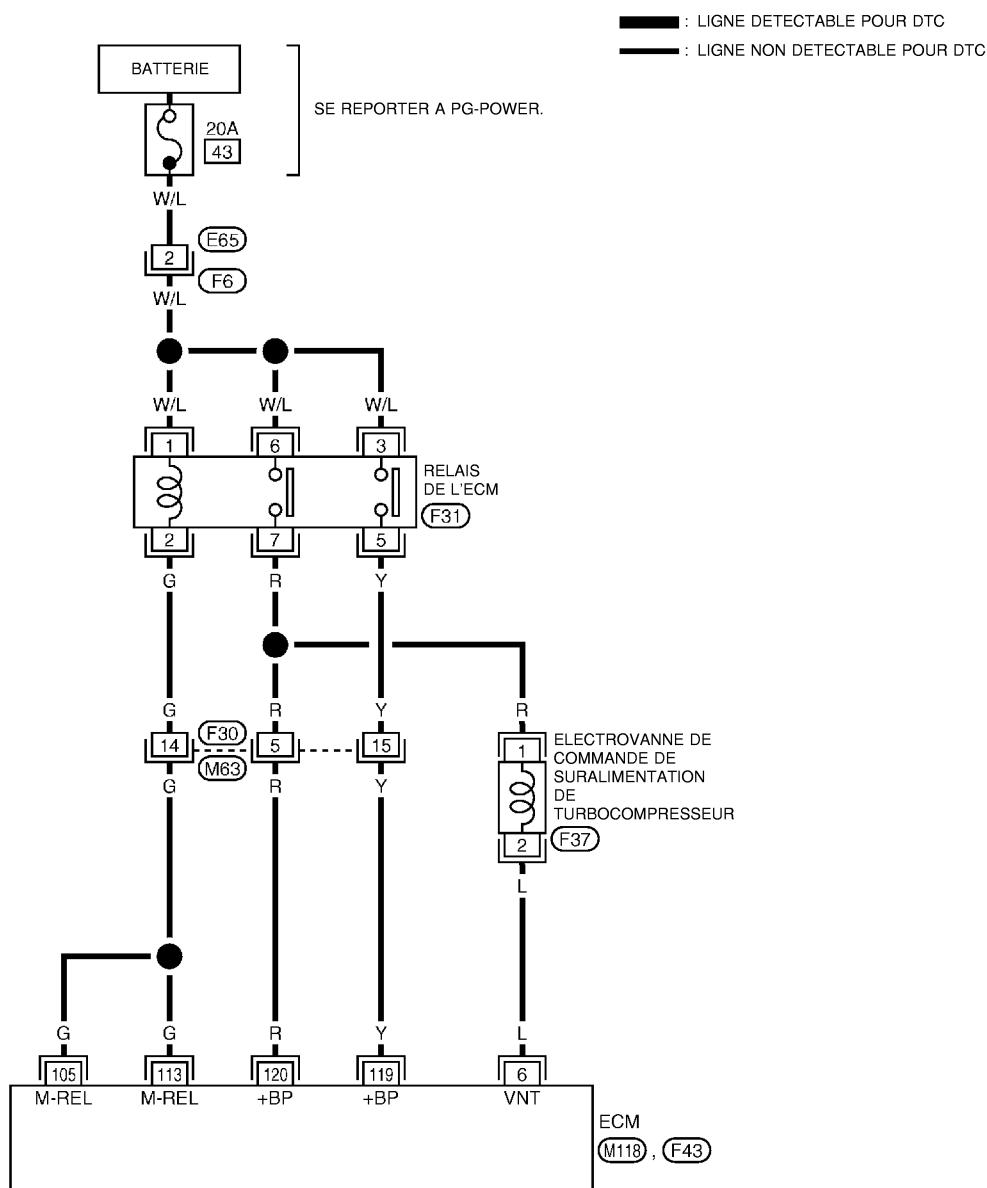 : LIGNE DETECTABLE POUR DTC
: LIGNE NON DETECTABLE POUR DTC
BATTERIE
SE REPORTER A PG-POWER.
20A
43
W/L
E65
2
F6
W/L
W/L W/L W/L
1 6 3
RELAIS
DE L'ECM
F31
2 7 5
G R Y
G R Y R
F30
14 5 15
M63
G R Y
1
ELECTROVANNE DE
COMMANDE DE
SURALIMENTATION
DE
TURBOCOMPRESSEUR
2
F37
L
G G R Y L
105 113 120 119 6
M-REL M-REL +BP +BP VNT
ECM
M118 , F43